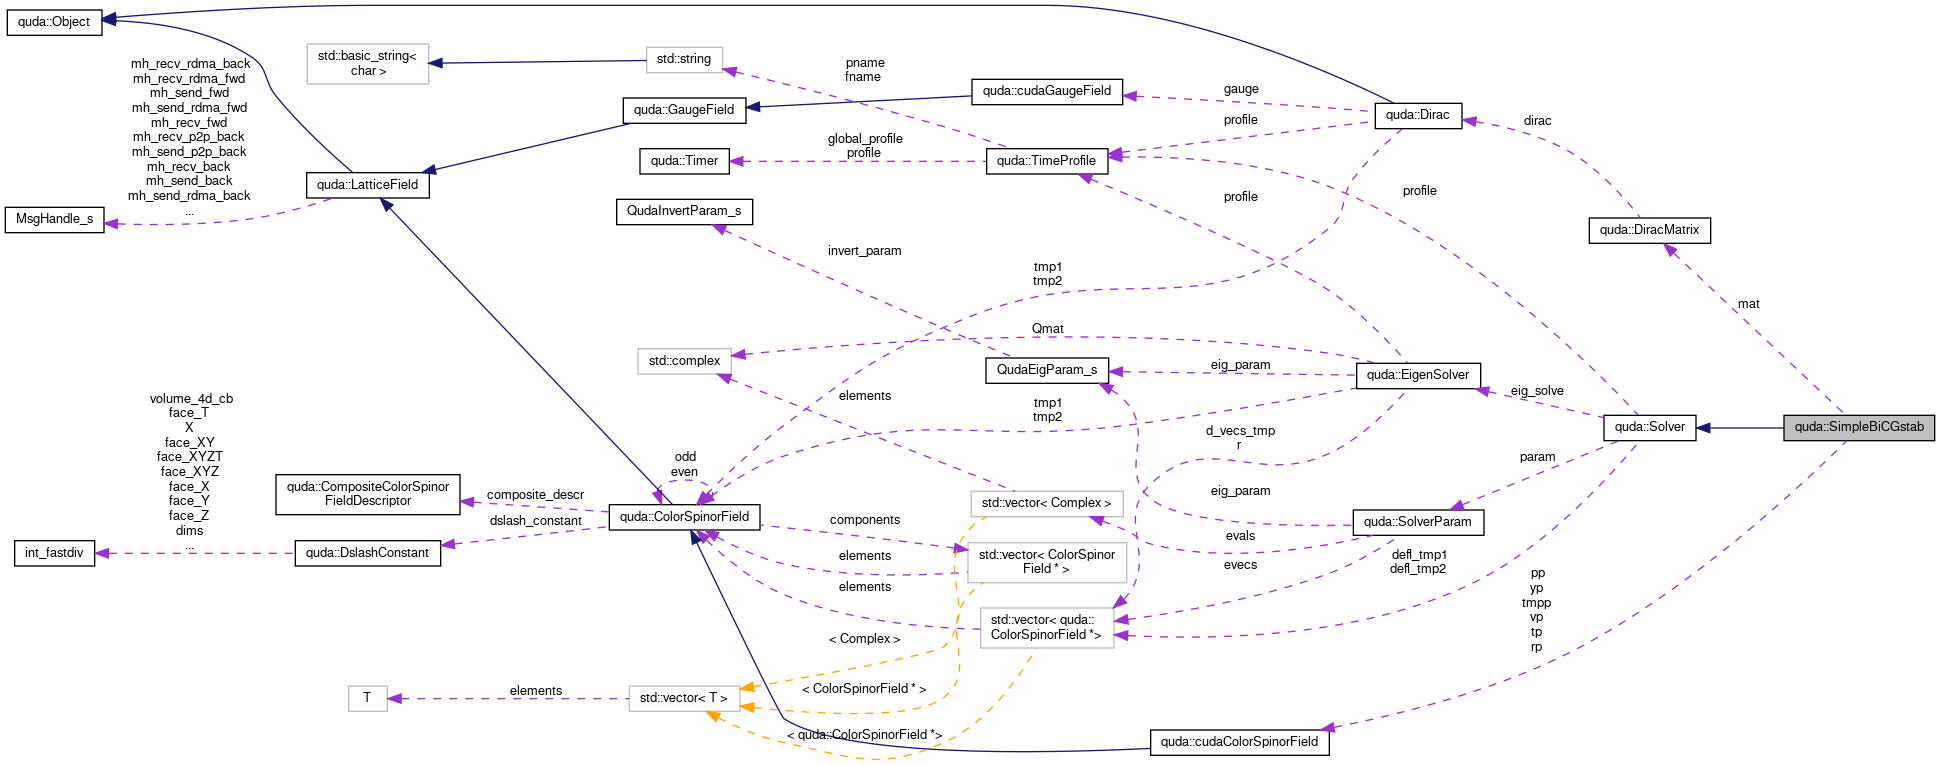 quda::Object
std::basic_string<
char >
std::string
mh_recv_rdma_back
mh_recv_rdma_fwd
mh_send_fwd
mh_send_rdma_fwd
mh_recv_fwd
mh_recv_p2p_back
mh_send_p2p_back
mh_recv_back
mh_send_back
mh_send_rdma_back
...
pname
fname
quda::cudaGaugeField
gauge
quda::GaugeField
quda::Dirac
profile
dirac
global_profile
profile
quda::Timer
quda::TimeProfile
quda::LatticeField
profile
profile
MsgHandle_s
QudaInvertParam_s
quda::DiracMatrix
invert_param
tmp1
tmp2
mat
Qmat
std::complex
QudaEigParam_s
eig_param
quda::EigenSolver
elements
eig_solve
volume_4d_cb
face_T
X
face_XY
face_XYZT
face_XYZ
face_X
face_Y
face_Z
dims
...
tmp1
tmp2
d_vecs_tmp
r
quda::Solver
quda::SimpleBiCGstab
odd
even
param
quda::CompositeColorSpinor
FieldDescriptor
composite_descr
eig_param
std::vector< Complex >
quda::ColorSpinorField
dslash_constant
components
quda::SolverParam
evals
int_fastdiv
quda::DslashConstant
elements
std::vector< ColorSpinor
Field * >
evecs
defl_tmp1
defl_tmp2
elements
pp
yp
tmpp
vp
tp
rp
std::vector< quda::
ColorSpinorField *>
< Complex >
T
elements
std::vector< T >
< ColorSpinorField * >
< quda::ColorSpinorField *>
quda::cudaColorSpinorField